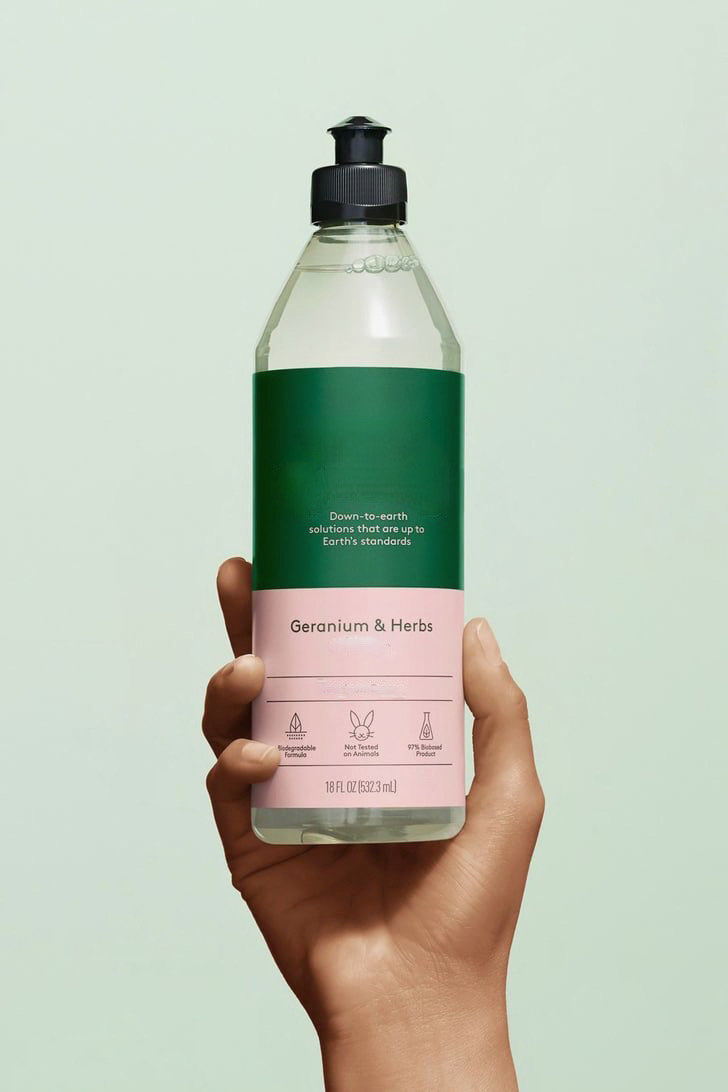 Down-to-earth
solutions that are up to
Earth's standards
Geranium & Herbs
Biodegradable
Formula
Not Tested
on Animals
97% Biobased
Product
18 FL OZ (532.3 mL)